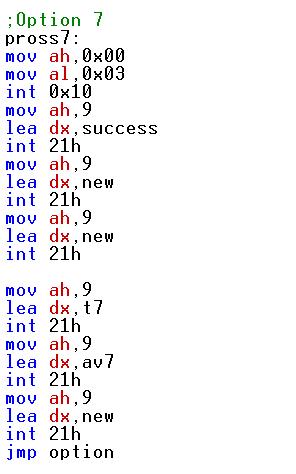 ;Option 7
pross7:
mov ah,0x00
mov al,0x03
int 0x10
mov ah,9
lea dx,success
int 21h
mov ah,9
lea dx,new
int 21h
mov ah,9
lea dx,new
int 21h
mov ah,9
lea dx,t7
int 21h
mov ah,9
lea dx,av7
int 21h
mov ah,9
lea dx,new
int 21h
jmp option